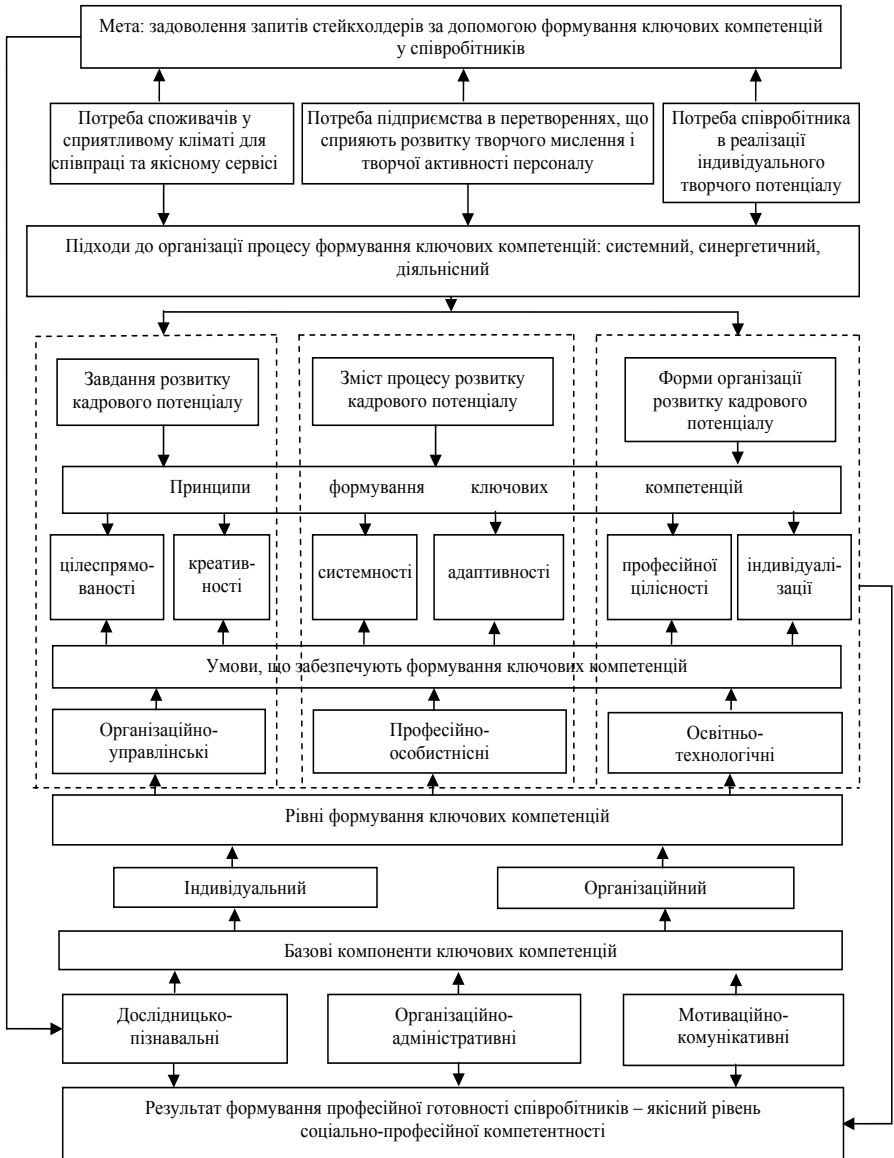 Мета: задоволення запитів стейкхолдерів за допомогою формування ключових компетенцій
у співробітників
Потреба споживачів у
сприятливому кліматі для
співпраці та якісному сервісі
Потреба підприємства в перетвореннях, що
сприяють розвитку творчого мислення і
творчої активності персоналу
Потреба співробітника
в реалізації
індивідуального
творчого потенціалу
Підходи до організації процесу формування ключових компетенцій: системний, синергетичний,
діяльнісний
Завдання розвитку
кадрового потенціалу
Зміст процесу розвитку
кадрового потенціалу
Форми організації
розвитку кадрового
потенціалу
Принципи формування ключових компетенцій
цілеспрямо-
ваності
креатив-
ності
системності
адаптивності
професійної
цілісності
індивідуалі-
зації
Умови, що забезпечують формування ключових компетенцій
Організаційно-
управлінські
Професійно-
особистнісні
Освітньо-
технологічні
Рівні формування ключових компетенцій
Індивідуальний
Організаційний
Базові компоненти ключових компетенцій
Дослідницько-
пізнавальні
Організаційно-
адміністративні
Мотиваційно-
комунікативні
Результат формування професійної готовності співробітників – якісний рівень
соціально-професійної компетентності